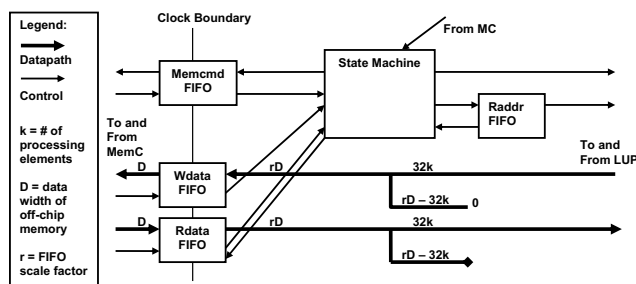 Legend:
Datapath
Control
k = # of
processing
elements
D = data
width of
off-chip
memory
r = FIFO
scale factor
Clock Boundary
From MC
Memcmd
FIFO
State Machine
Raddr
FIFO
To and
From
MemC
To and
From LUP
D
Wdata
FIFO
rD
32k
rD – 32k
0
D
Rdata
FIFO
rD
32k
rD – 32k